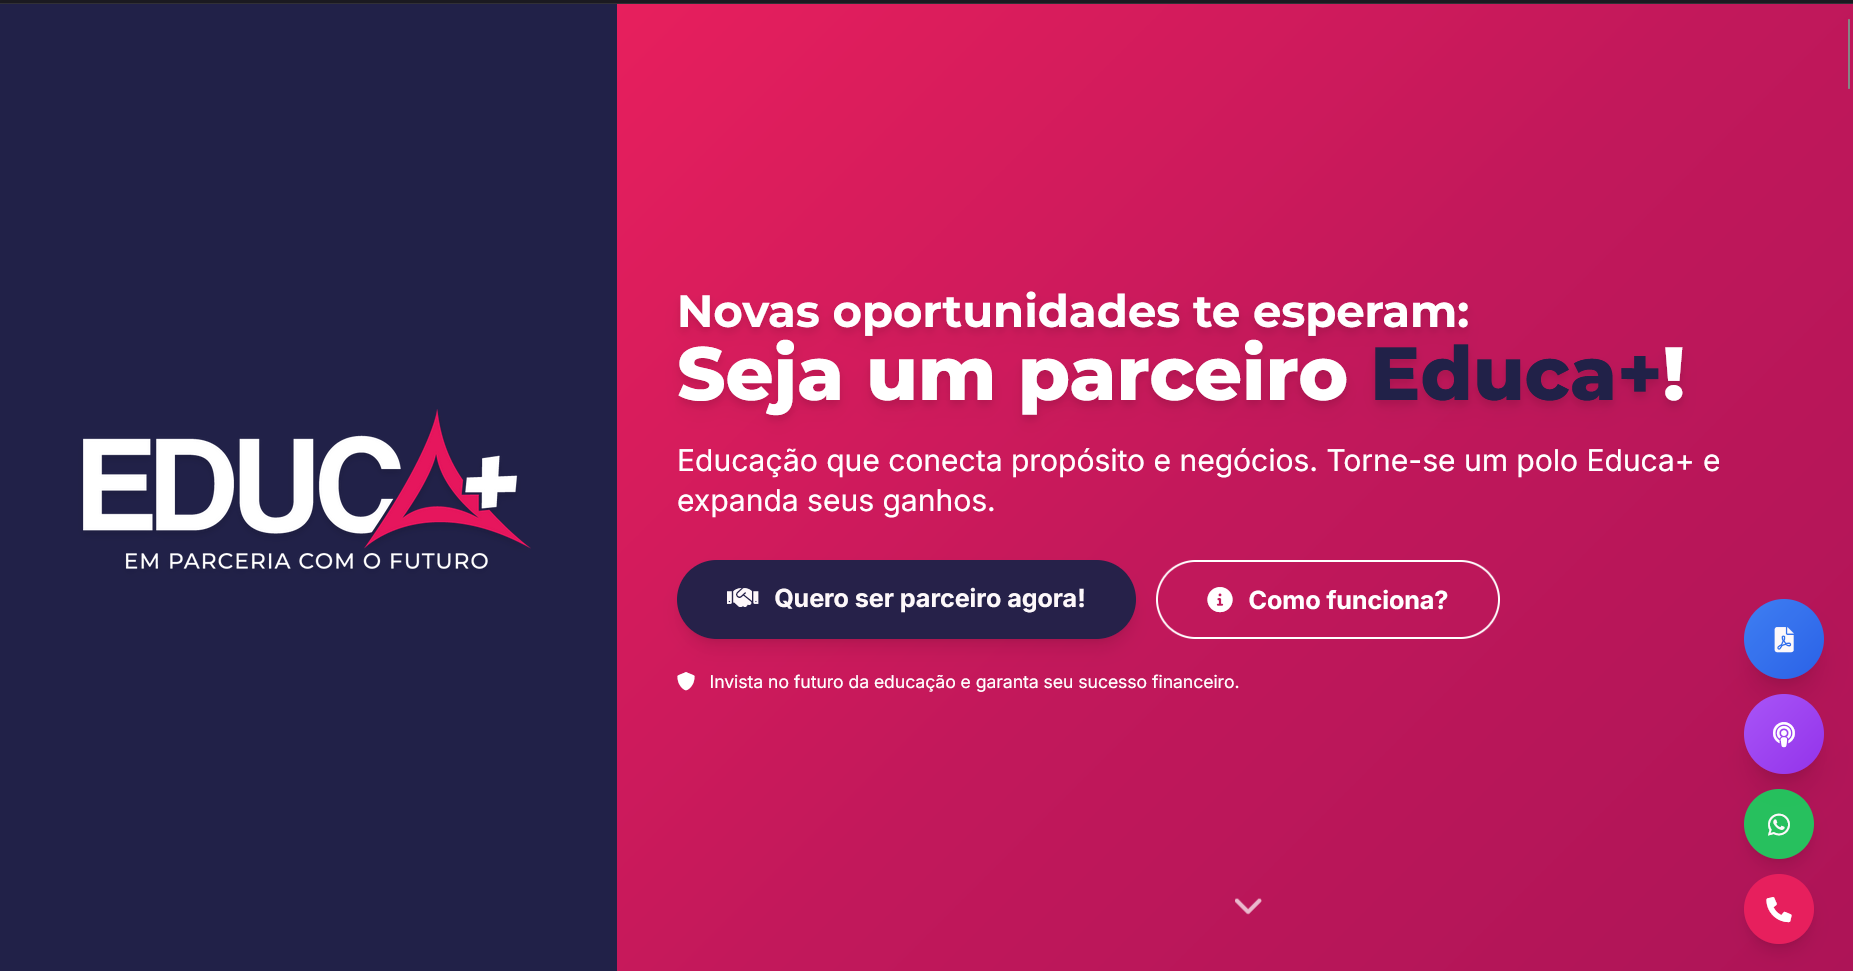 EDUCA+
EM PARCERIA COM O FUTURO
Novas oportunidades te esperam:
Seja um parceiro Educa+!
Educação que conecta propósito e negócios. Torne-se um polo Educa+ e
expanda seus ganhos.
Quero ser parceiro agora!
Como funciona?
Invista no futuro da educação e garanta seu sucesso financeiro.